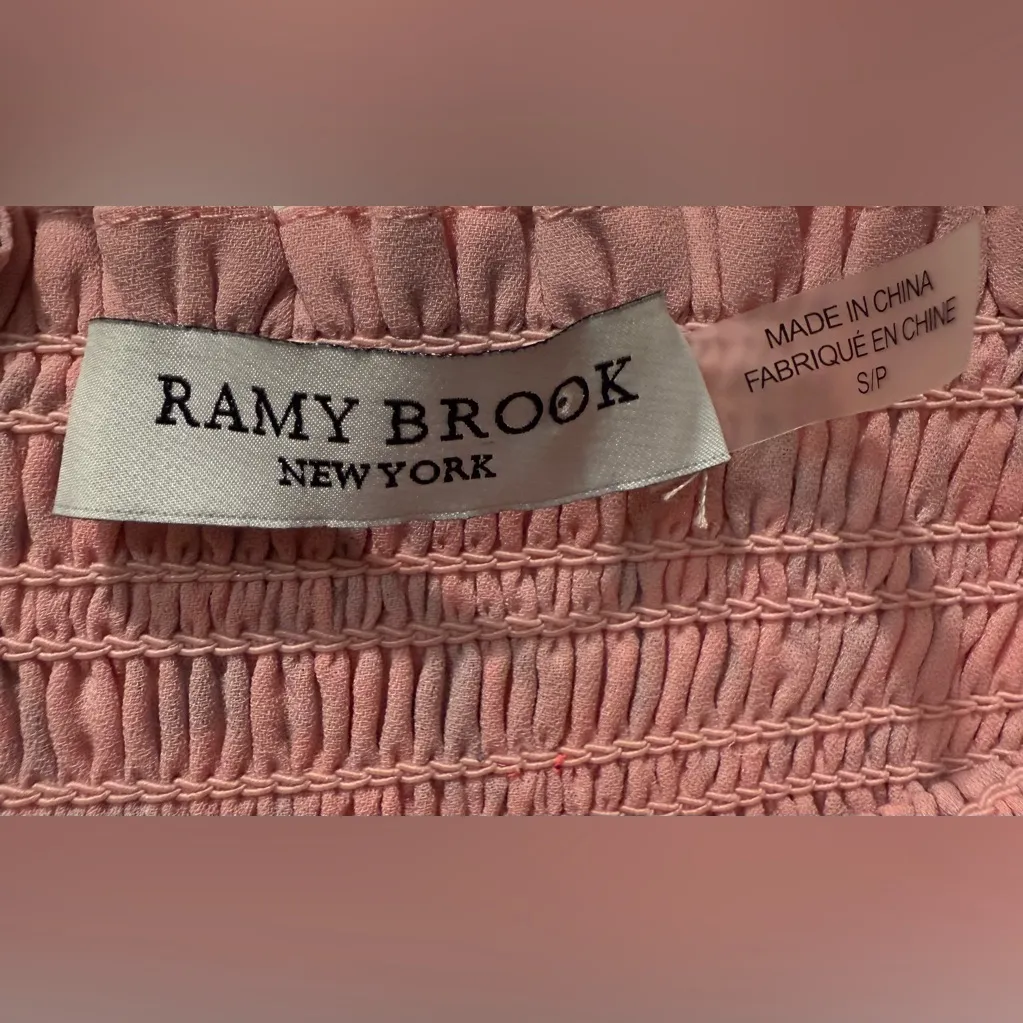 RAMY BROOK
NEW YORK
MADE IN CHINA
FABRIQUÉ EN CHINE
S/P